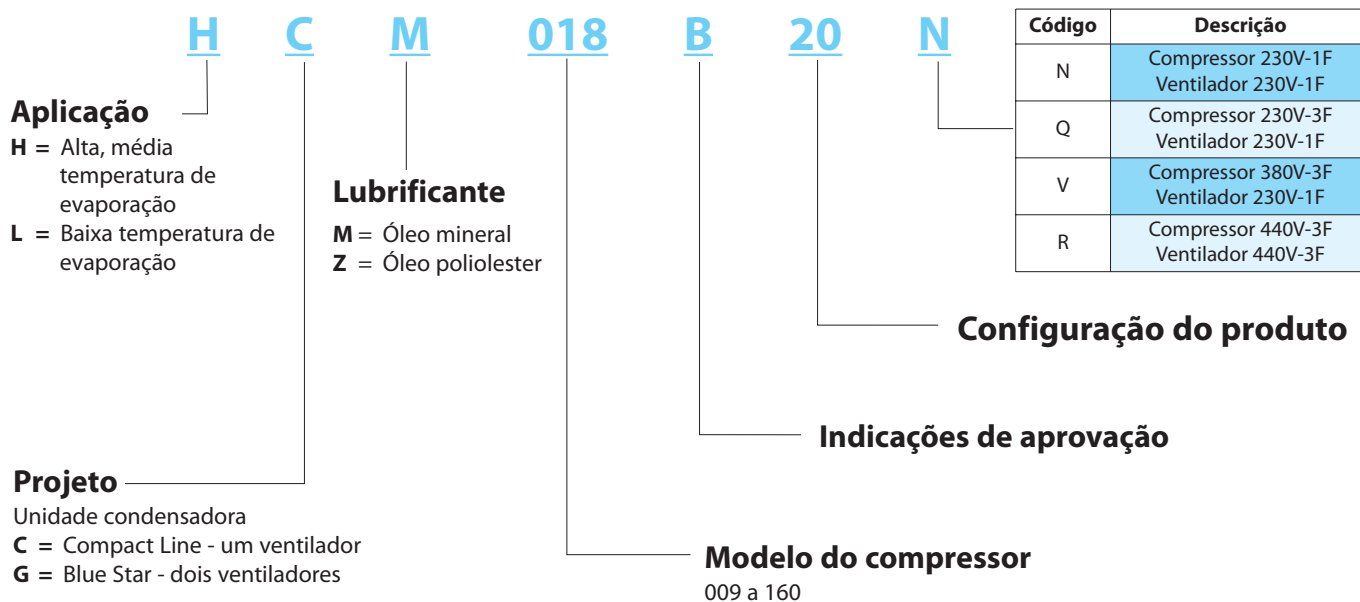 H C M 018 B 20 N
Código Descrição
N Compressor 230V-1F
Ventilador 230V-1F
Q Compressor 230V-3F
Ventilador 230V-1F
V Compressor 380V-3F
Ventilador 230V-1F
R Compressor 440V-3F
Ventilador 440V-3F
Aplicação
H = Alta, média
temperatura de
evaporação
L = Baixa temperatura de
evaporação
Lubrificante
M = Óleo mineral
Z = Óleo poliolester
Configuração do produto
Indicações de aprovação
Projeto
Unidade condensadora
C = Compact Line - um ventilador
G = Blue Star - dois ventiladores
Modelo do compressor
009 a 160